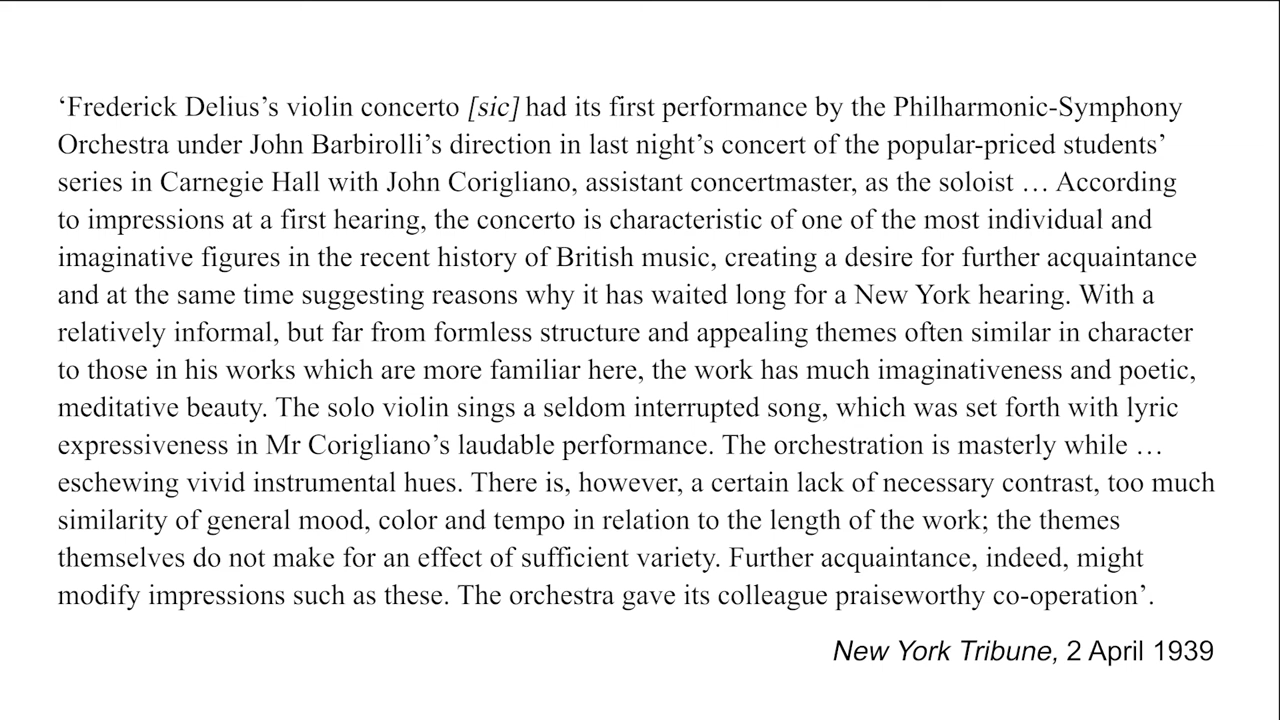 ‘Frederick Delius’s violin concerto [sic] had its first performance by the Philharmonic-Symphony
Orchestra under John Barbirolli’s direction in last night’s concert of the popular-priced students’
series in Carnegie Hall with John Corigliano, assistant concertmaster, as the soloist … According
to impressions at a first hearing, the concerto is characteristic of one of the most individual and
imaginative figures in the recent history of British music, creating a desire for further acquaintance
and at the same time suggesting reasons why it has waited long for a New York hearing. With a
relatively informal, but far from formless structure and appealing themes often similar in character
to those in his works which are more familiar here, the work has much imaginativeness and poetic,
meditative beauty. The solo violin sings a seldom interrupted song, which was set forth with lyric
expressiveness in Mr Corigliano’s laudable performance. The orchestration is masterly while …
eschewing vivid instrumental hues. There is, however, a certain lack of necessary contrast, too much
similarity of general mood, color and tempo in relation to the length of the work; the themes
themselves do not make for an effect of sufficient variety. Further acquaintance, indeed, might
modify impressions such as these. The orchestra gave its colleague praiseworthy co-operation’.
New York Tribune, 2 April 1939